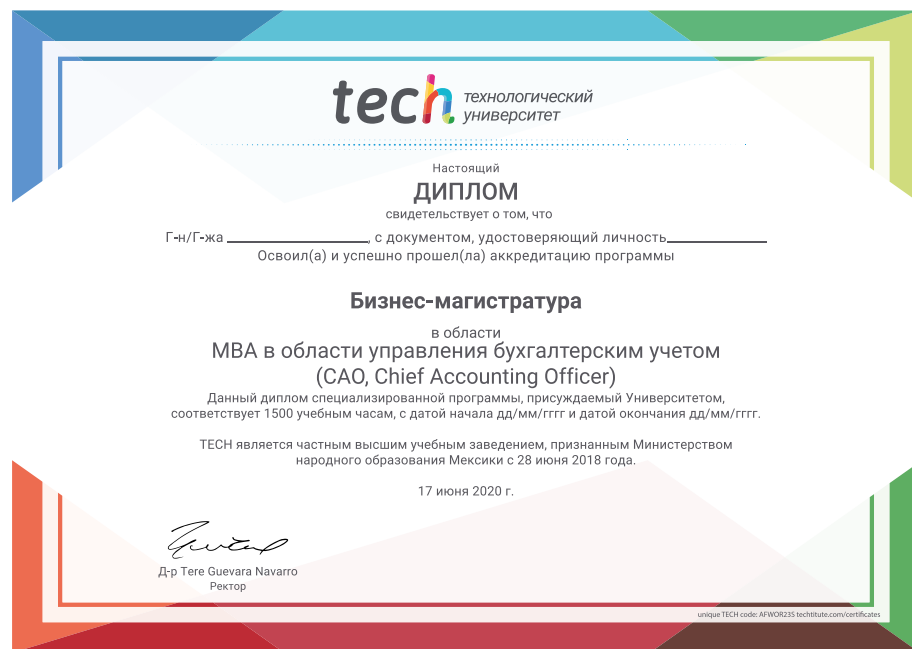 tech технологический
университет
Настоящий
ДИПЛОМ
свидетельствует о том, что
Г-н/Г-жа ____________________, с документом, удостоверяющий личность______________
Освоил(а) и успешно прошел(ла) аккредитацию программы
Бизнес-магистратура
в области
MBA в области управления бухгалтерским учетом
(CAO, Chief Accounting Officer)
Данный диплом специализированной программы, присуждаемый Университетом,
соответствует 1500 учебным часам, с датой начала дд/мм/гггг и датой окончания дд/мм/гггг.
TECH является частным высшим учебным заведением, признанным Министерством
народного образования Мексики с 28 июня 2018 года.
17 июня 2020 г.
Д-р Tere Guevara Navarro
Ректор
unique TECH code: AFWOR23S techtitute.com/certificates